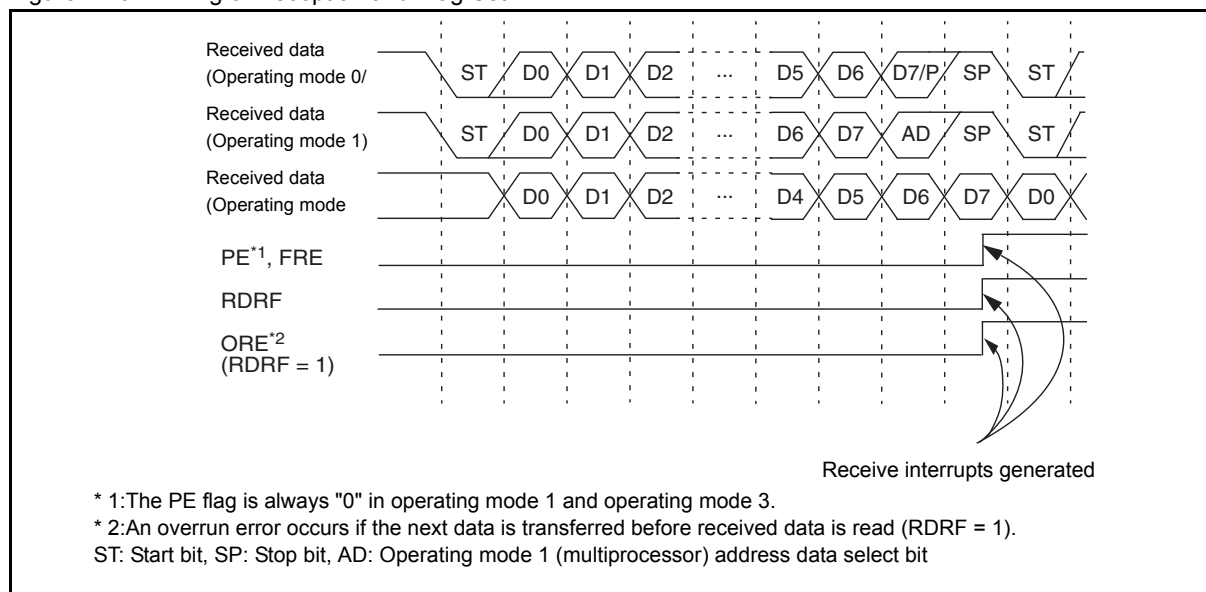 Received data
(Operating mode 0/
ST D0 D1 D2 ... D5 D6 D7/P SP ST
Received data
(Operating mode 1)
ST D0 D1 D2 ... D6 D7 AD SP ST
Received data
(Operating mode
D0 D1 D2 ... D4 D5 D6 D7 D0
PE*1, FRE
RDRF
ORE*2
(RDRF = 1)
Receive interrupts generated
* 1:The PE flag is always "0" in operating mode 1 and operating mode 3.
* 2:An overrun error occurs if the next data is transferred before received data is read (RDRF = 1).
ST: Start bit, SP: Stop bit, AD: Operating mode 1 (multiprocessor) address data select bit